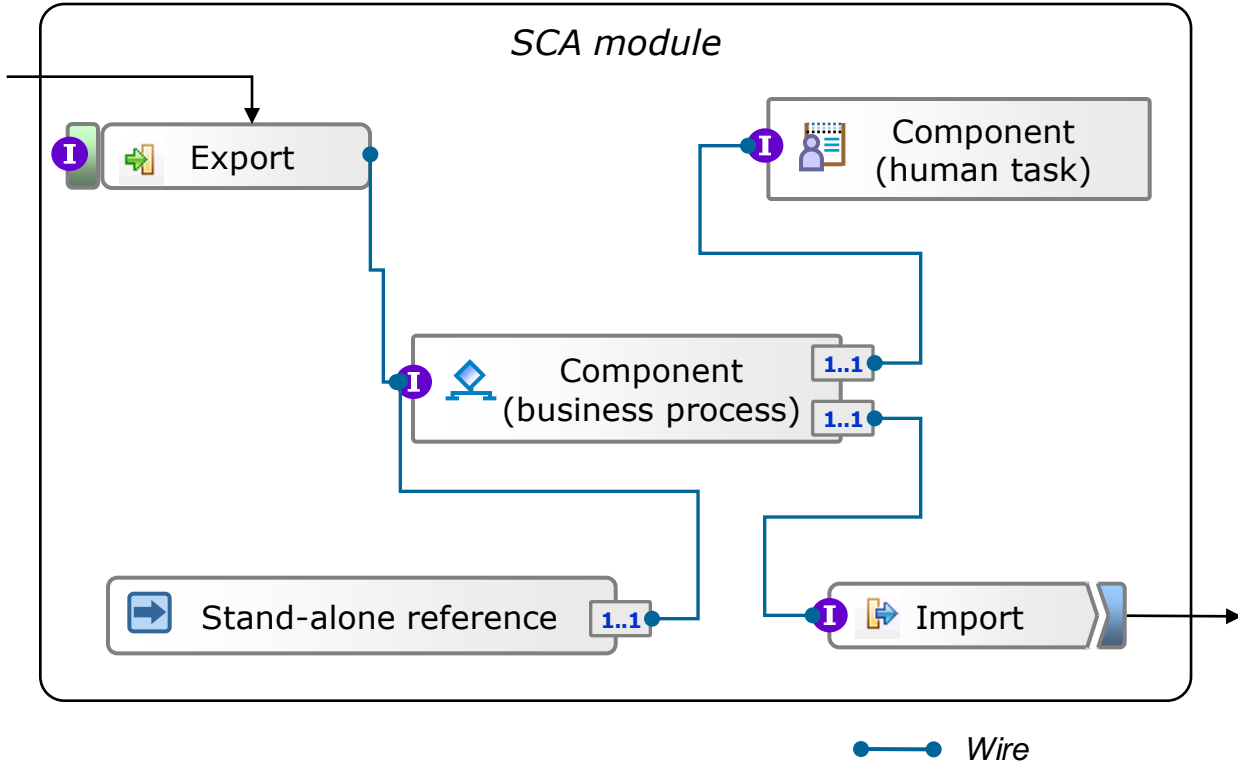 SCA module
I
Export
I
Component
(human task)
I
Component
(business process)
1..1
1..1
Stand-alone reference
1..1
I
Import
Wire